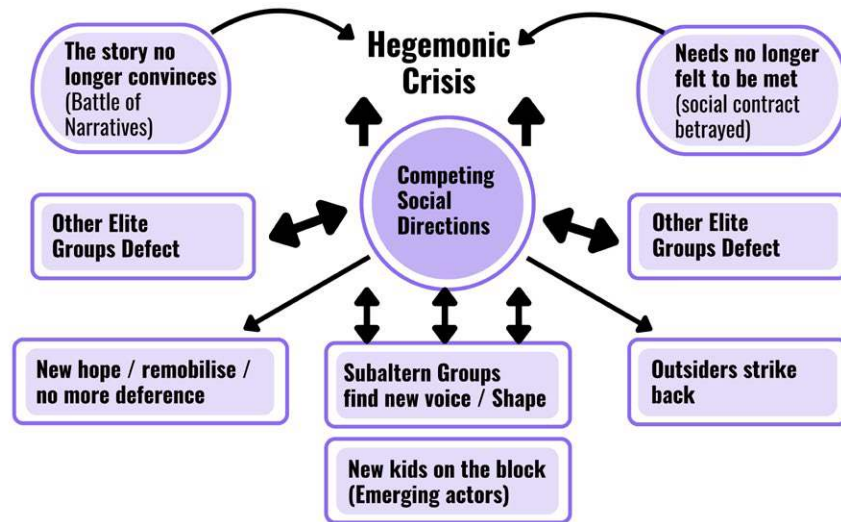 The story no
longer convinces
(Battle of
Narratives)
Hegemonic
Crisis
Needs no longer
felt to be met
(social contract
betrayed)
Competing
Social
Directions
Other Elite
Groups Defect
Other Elite
Groups Defect
New hope / remobilise /
no more deference
Subaltern Groups
find new voice / Shape
Outsiders strike
back
New kids on the block
(Emerging actors)